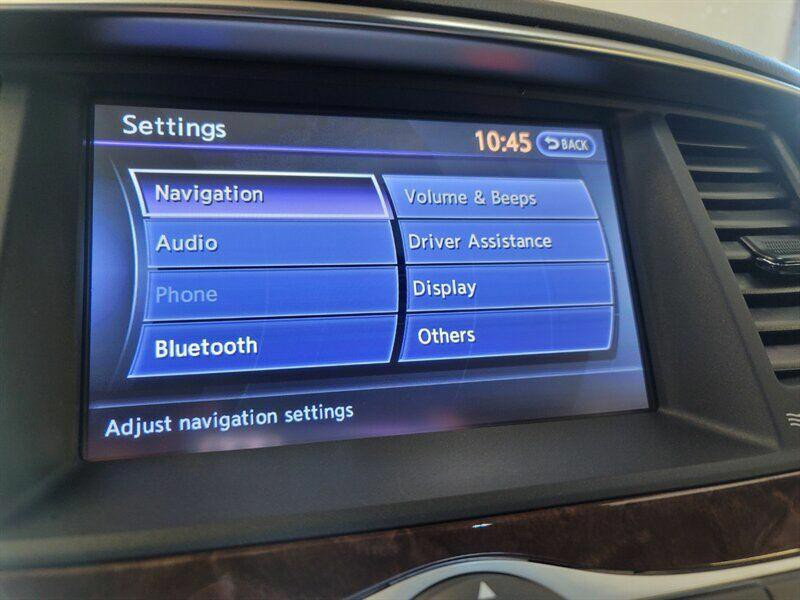 Settings
10:45 BACK
Navigation
Volume & Beeps
Audio
Driver Assistance
Phone
Display
Bluetooth
Others
Adjust navigation settings